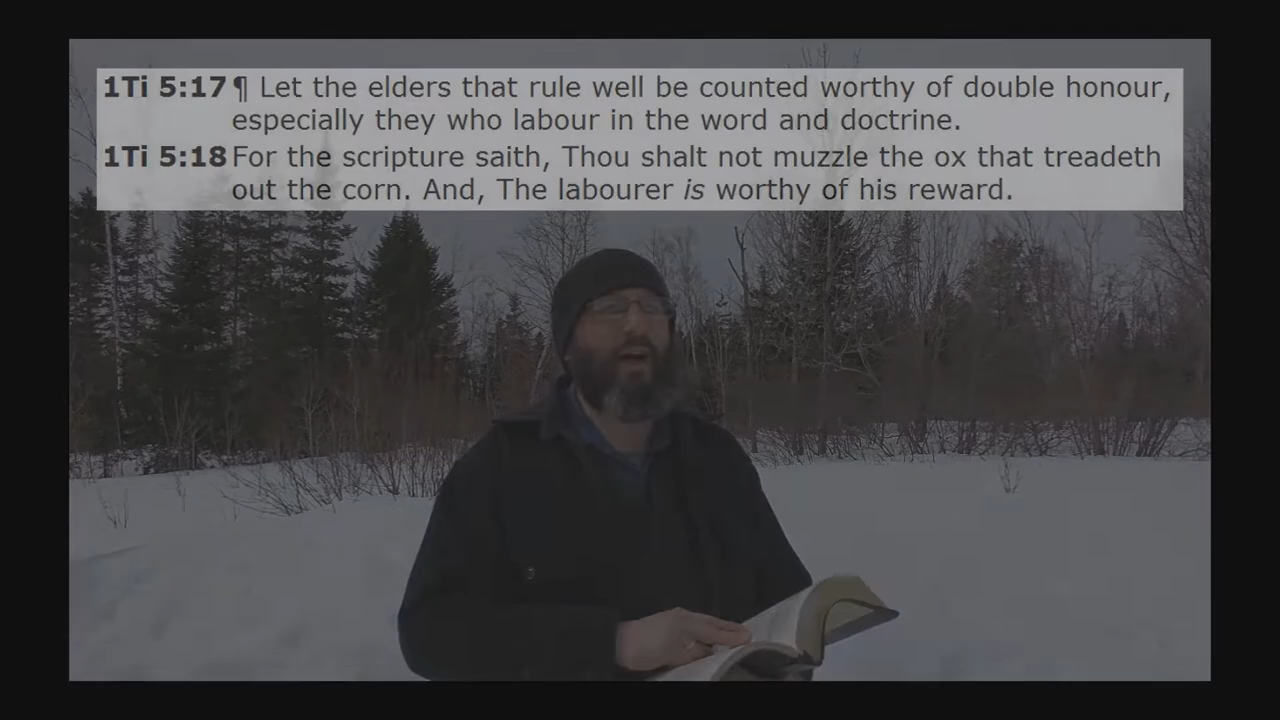 1Ti 5:17 ¶ Let the elders that rule well be counted worthy of double honour,
especially they who labour in the word and doctrine.
1Ti 5:18 For the scripture saith, Thou shalt not muzzle the ox that treadeth
out the corn. And, The labourer is worthy of his reward.